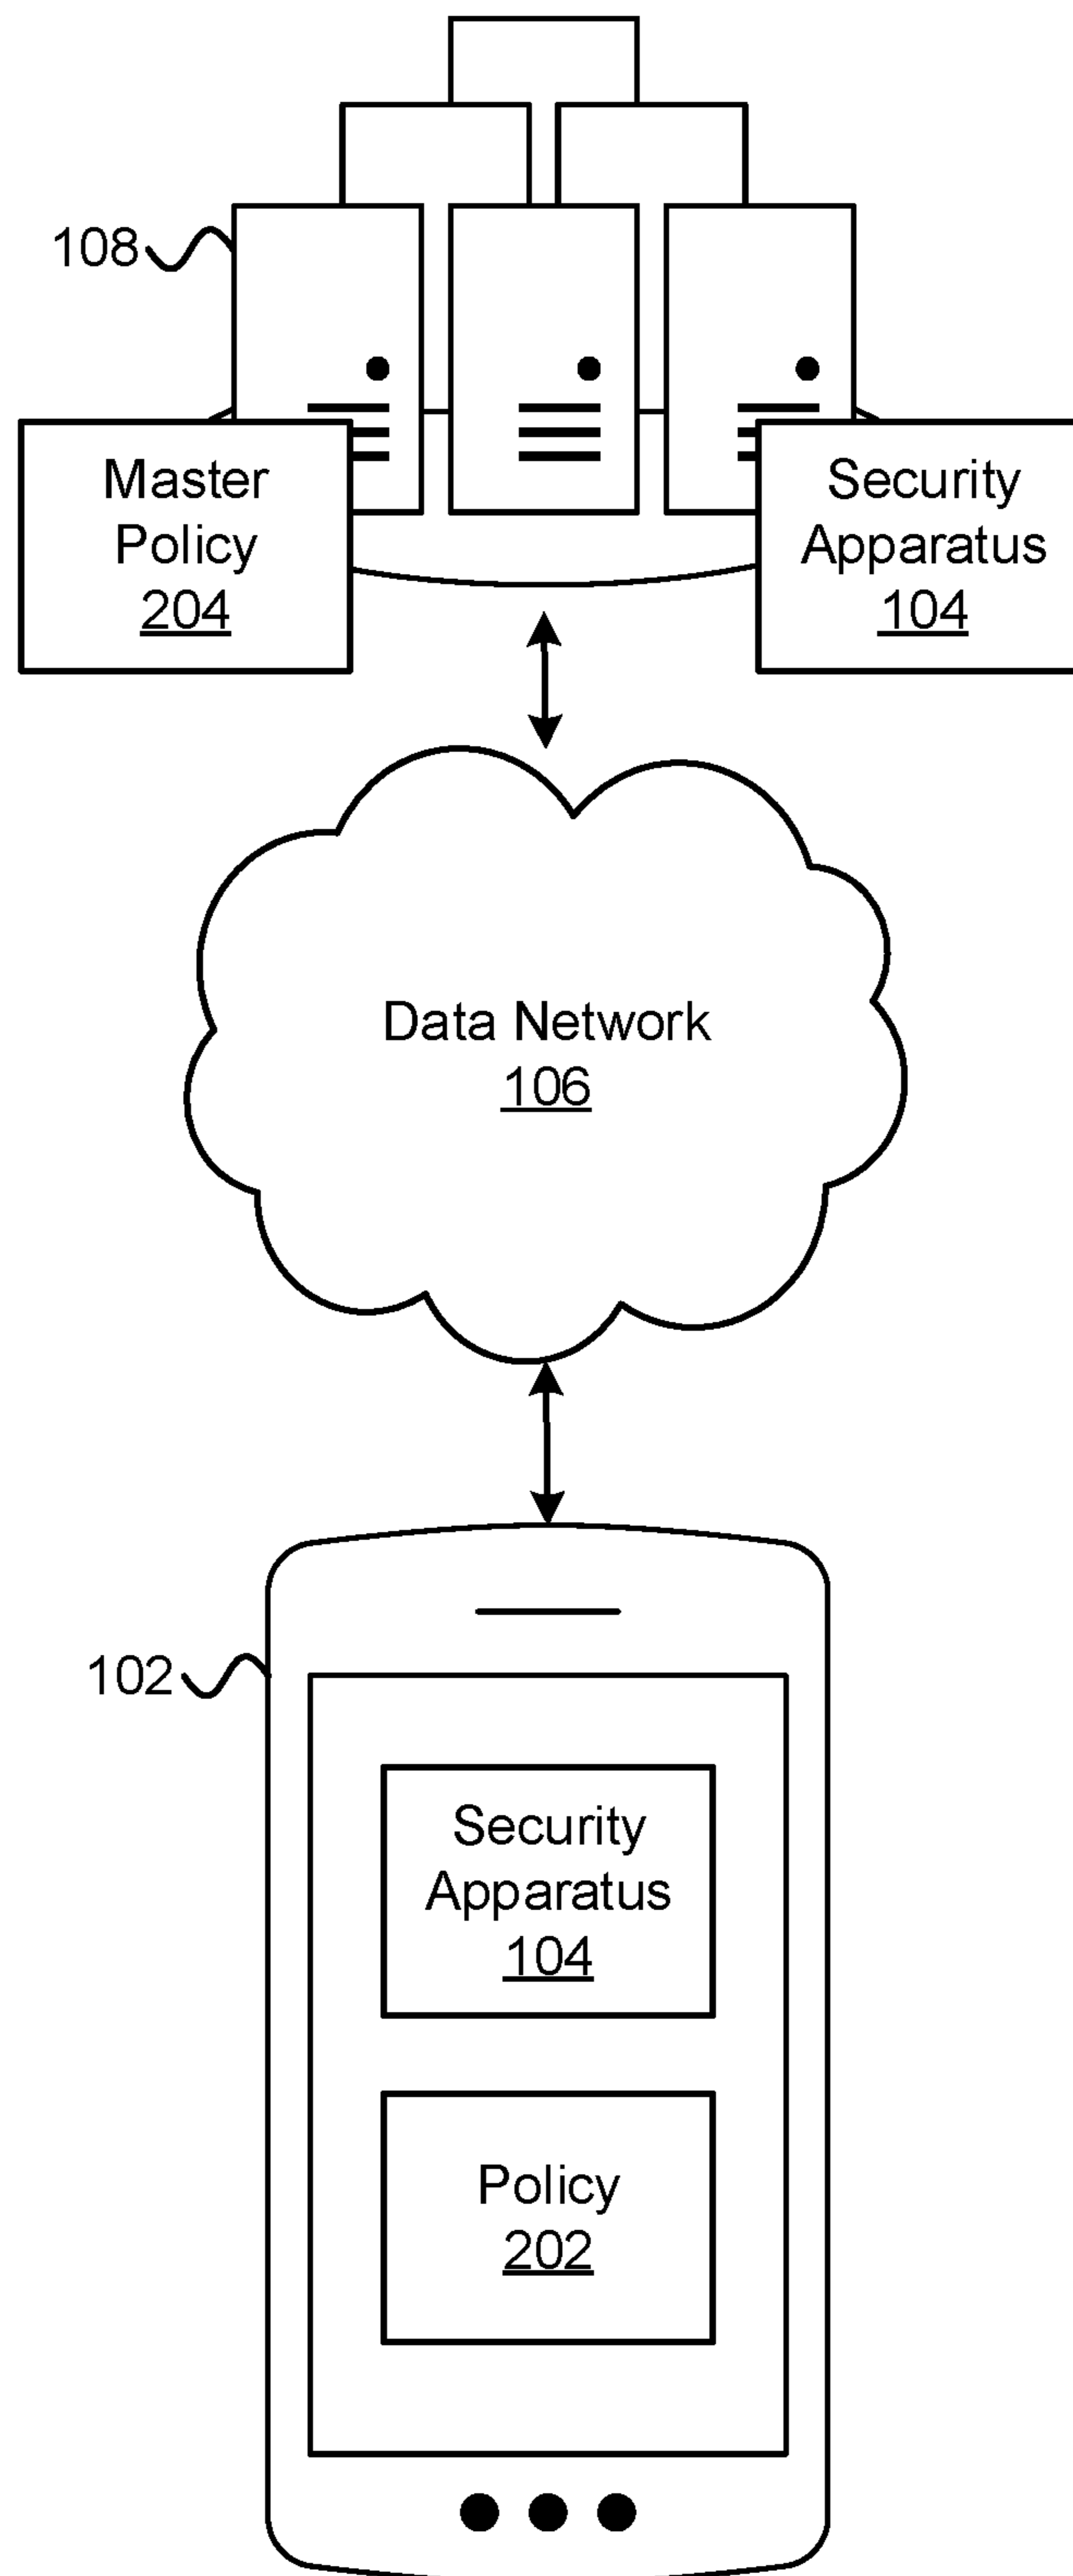 108
Master
Policy
204
Security
Apparatus
104
Data Network
106
102
Security
Apparatus
104
Policy
202